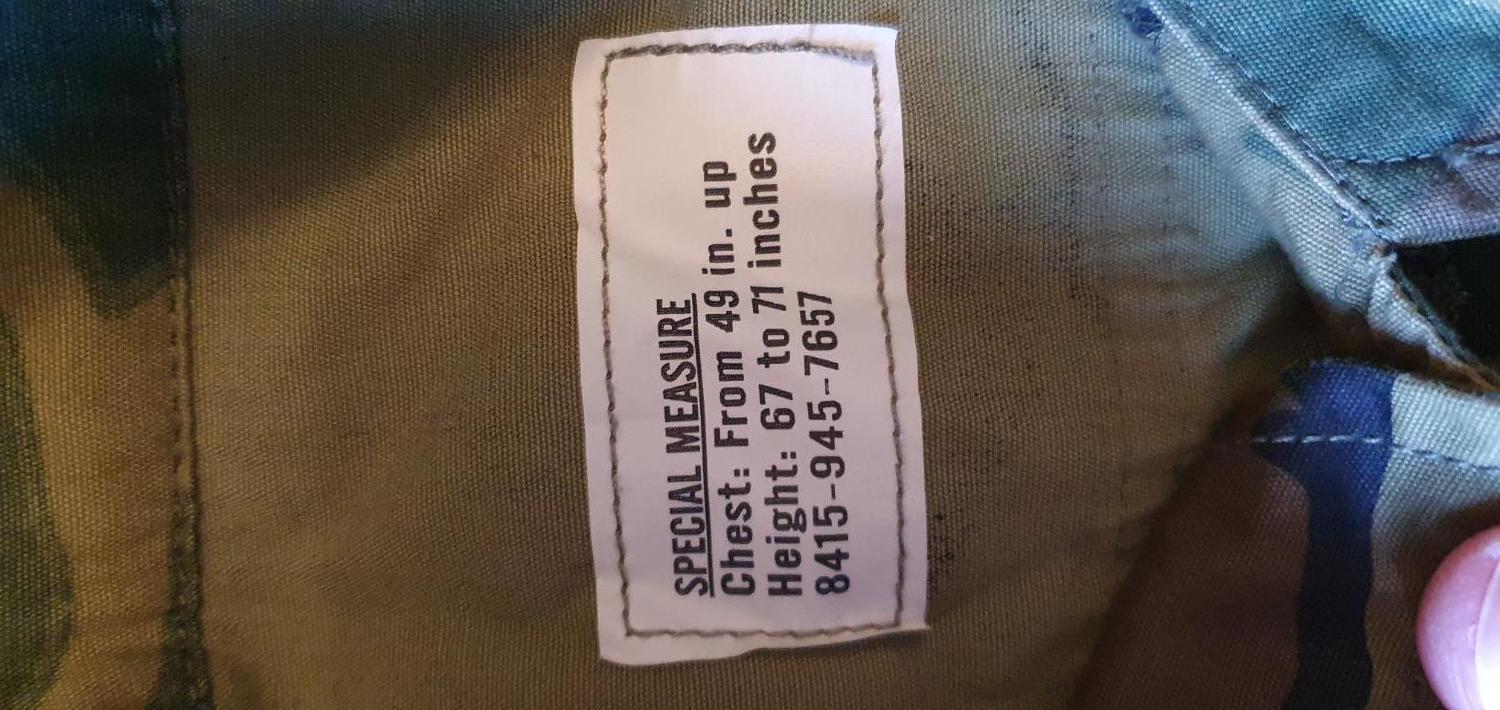 SPECIAL MEASURE
Chest: From 49 in. up
Height: 67 to 71 inches
8415-945-7657